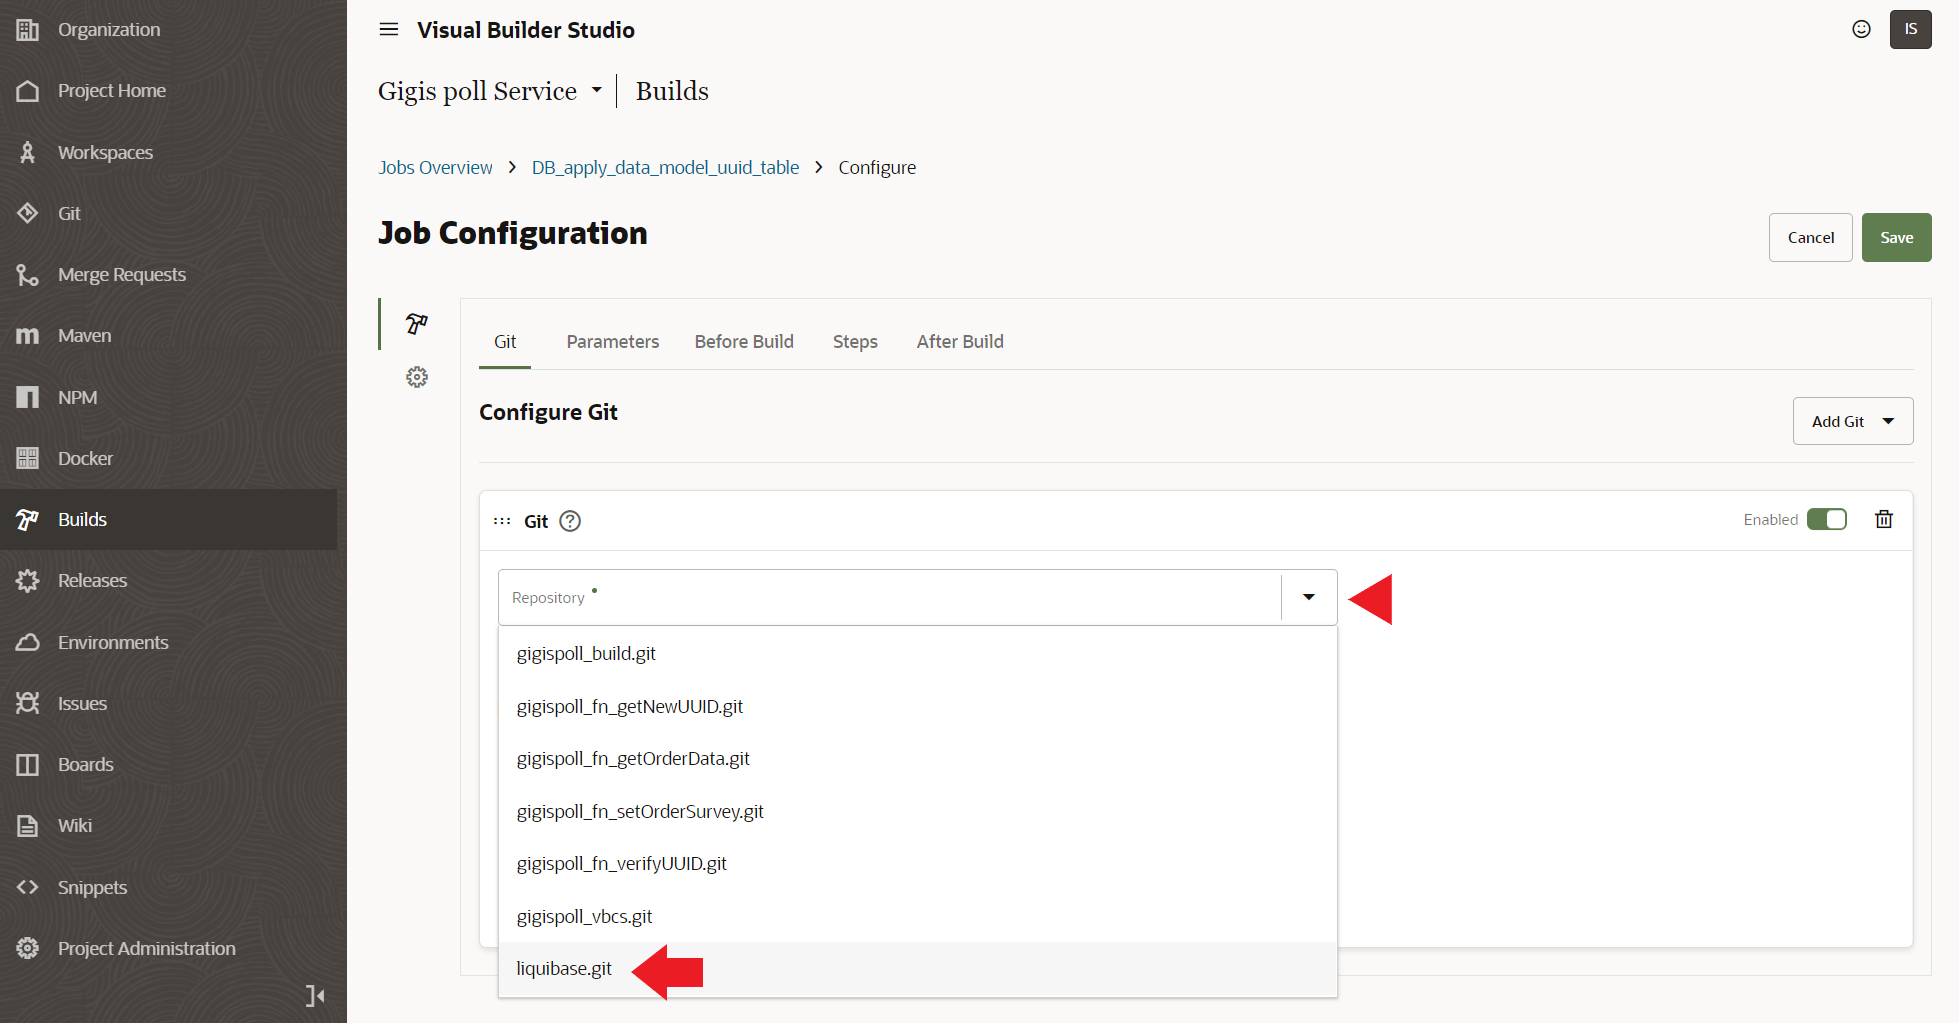 Organization
Project Home
Workspaces
Git
Merge Requests
Maven
NPM
Docker
Builds
Releases
Environments
Issues
Boards
Wiki
Snippets
Project Administration
Visual Builder Studio
IS
Gigis poll Service
Builds
Jobs Overview > DB_apply_data_model_uuid_table > Configure
Job Configuration
Cancel
Save
Git
Parameters
Before Build
Steps
After Build
Configure Git
Add Git
Git
Enabled
Repository
gigispoll_build.git
gigispoll_fn_getNewUUID.git
gigispoll_fn_getOrderData.git
gigispoll_fn_setOrderSurvey.git
gigispoll_fn_verifyUUID.git
gigispoll_vbcs.git
liquibase.git